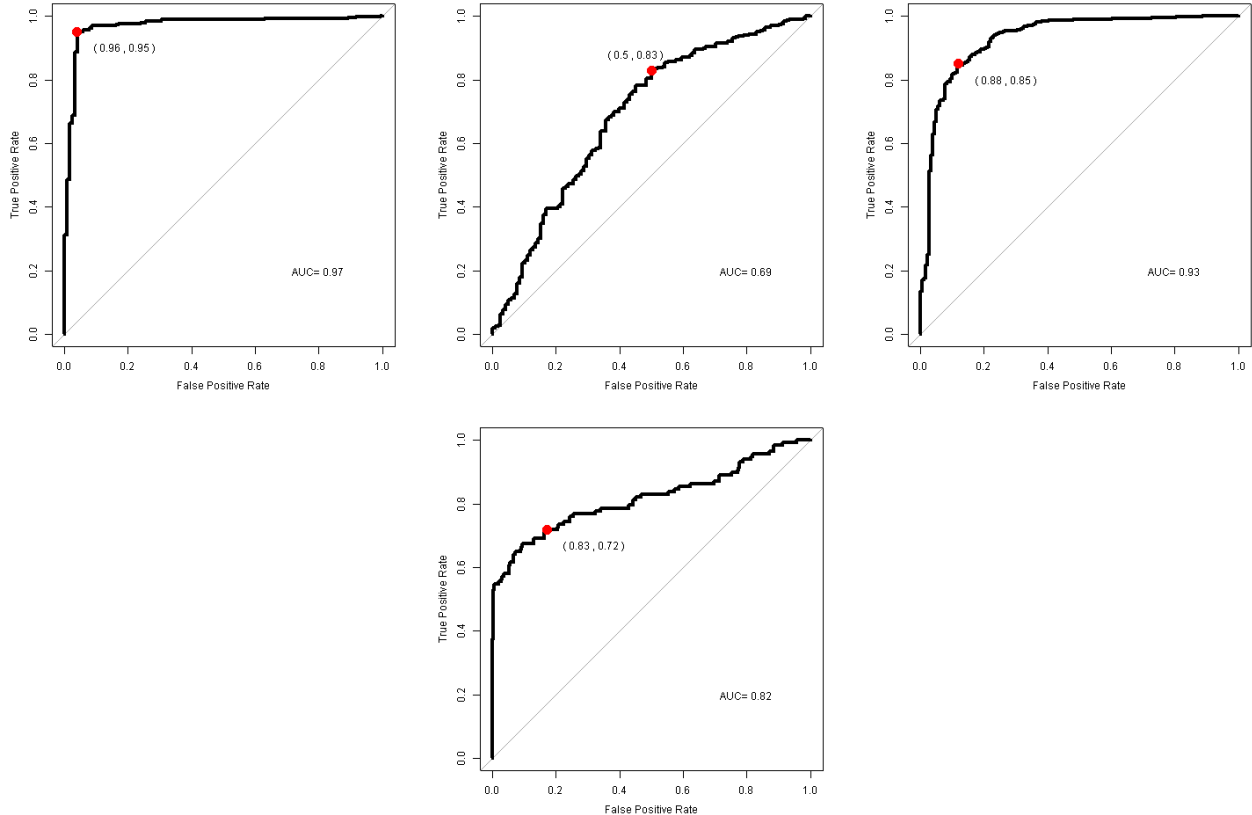 True Positive Rate
1.0
0.8
0.6
0.4
0.2
0.0
( 0.96 , 0.95 )
AUC= 0.97
0.0 0.2 0.4 0.6 0.8 1.0
False Positive Rate
True Positive Rate
1.0
0.8
0.6
0.4
0.2
0.0
( 0.5 , 0.83 )
AUC= 0.69
0.0 0.2 0.4 0.6 0.8 1.0
False Positive Rate
True Positive Rate
1.0
0.8
0.6
0.4
0.2
0.0
( 0.88 , 0.85 )
AUC= 0.93
0.0 0.2 0.4 0.6 0.8 1.0
False Positive Rate
True Positive Rate
1.0
0.8
0.6
0.4
0.2
0.0
( 0.83 , 0.72 )
AUC= 0.82
0.0 0.2 0.4 0.6 0.8 1.0
False Positive Rate